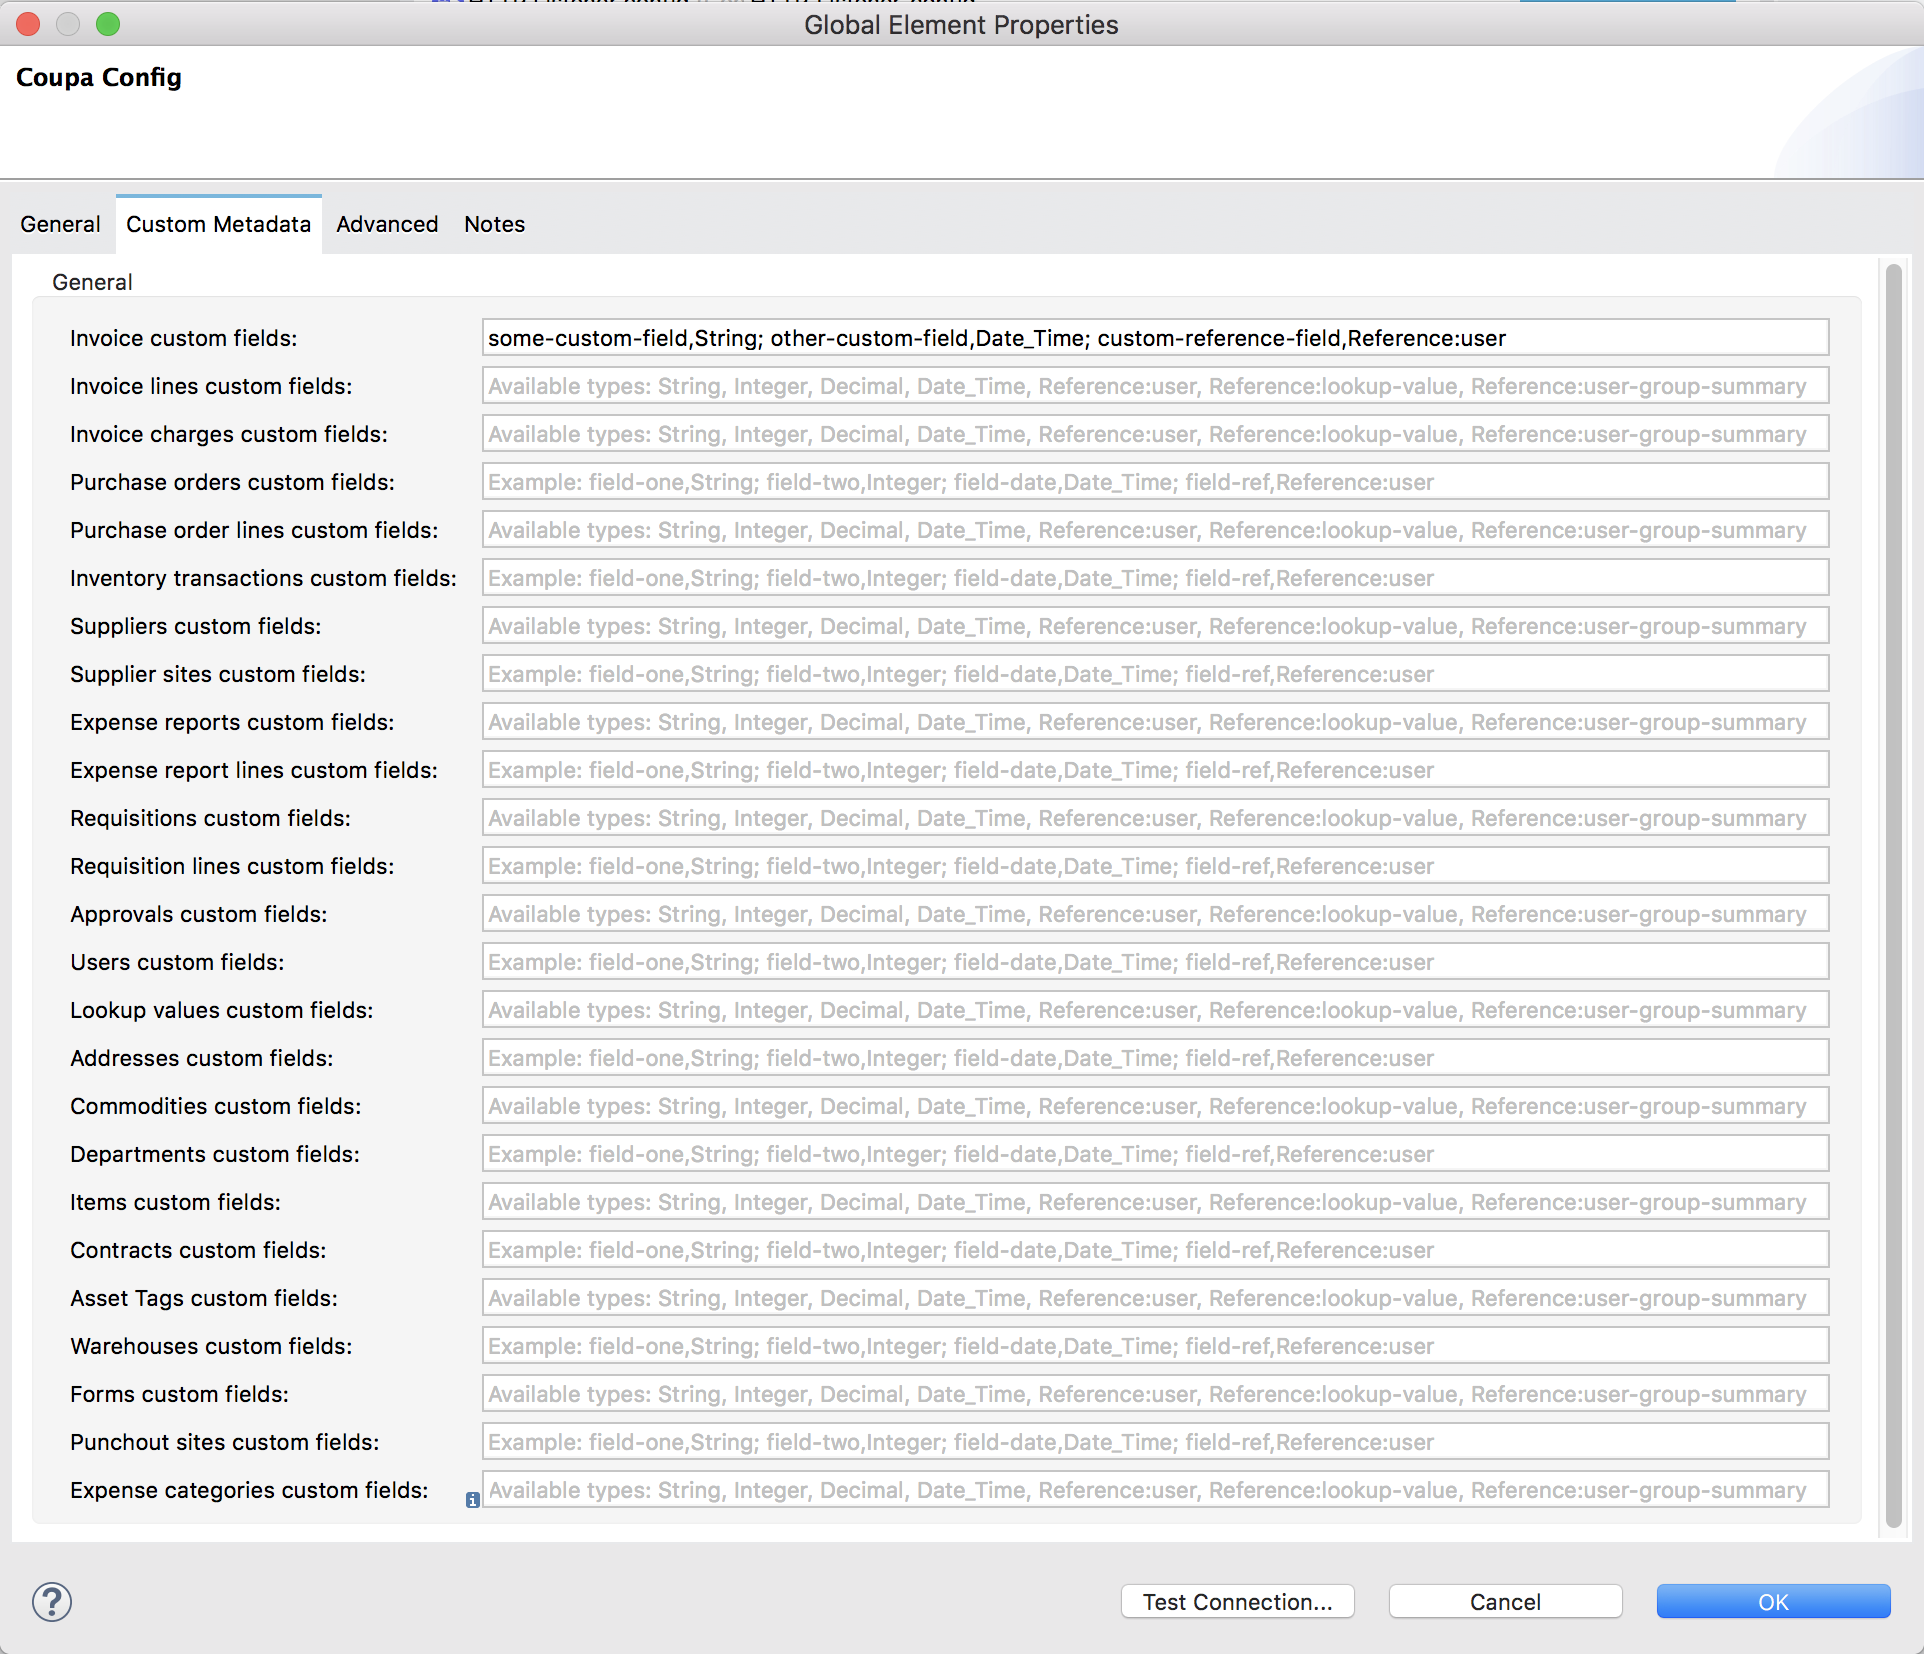 Global Element Properties
Coupa Config
General Custom Metadata Advanced Notes
General
Invoice custom fields: some-custom-field,String; other-custom-field,Date_Time; custom-reference-field,Reference:user
Invoice lines custom fields: Available types: String, Integer, Decimal, Date_Time, Reference:user, Reference:lookup-value, Reference:user-group-summary
Invoice charges custom fields: Available types: String, Integer, Decimal, Date_Time, Reference:user, Reference:lookup-value, Reference:user-group-summary
Purchase orders custom fields: Example: field-one,String; field-two,Integer; field-date,Date_Time; field-ref,Reference:user
Purchase order lines custom fields: Available types: String, Integer, Decimal, Date_Time, Reference:user, Reference:lookup-value, Reference:user-group-summary
Inventory transactions custom fields: Example: field-one,String; field-two,Integer; field-date,Date_Time; field-ref,Reference:user
Suppliers custom fields: Available types: String, Integer, Decimal, Date_Time, Reference:user, Reference:lookup-value, Reference:user-group-summary
Supplier sites custom fields: Example: field-one,String; field-two,Integer; field-date,Date_Time; field-ref,Reference:user
Expense reports custom fields: Available types: String, Integer, Decimal, Date_Time, Reference:user, Reference:lookup-value, Reference:user-group-summary
Expense report lines custom fields: Example: field-one,String; field-two,Integer; field-date,Date_Time; field-ref,Reference:user
Requisitions custom fields: Available types: String, Integer, Decimal, Date_Time, Reference:user, Reference:lookup-value, Reference:user-group-summary
Requisition lines custom fields: Example: field-one,String; field-two,Integer; field-date,Date_Time; field-ref,Reference:user
Approvals custom fields: Available types: String, Integer, Decimal, Date_Time, Reference:user, Reference:lookup-value, Reference:user-group-summary
Users custom fields: Example: field-one,String; field-two,Integer; field-date,Date_Time; field-ref,Reference:user
Lookup values custom fields: Available types: String, Integer, Decimal, Date_Time, Reference:user, Reference:lookup-value, Reference:user-group-summary
Addresses custom fields: Example: field-one,String; field-two,Integer; field-date,Date_Time; field-ref,Reference:user
Commodities custom fields: Available types: String, Integer, Decimal, Date_Time, Reference:user, Reference:lookup-value, Reference:user-group-summary
Departments custom fields: Example: field-one,String; field-two,Integer; field-date,Date_Time; field-ref,Reference:user
Items custom fields: Available types: String, Integer, Decimal, Date_Time, Reference:user, Reference:lookup-value, Reference:user-group-summary
Contracts custom fields: Example: field-one,String; field-two,Integer; field-date,Date_Time; field-ref,Reference:user
Asset Tags custom fields: Available types: String, Integer, Decimal, Date_Time, Reference:user, Reference:lookup-value, Reference:user-group-summary
Warehouses custom fields: Example: field-one,String; field-two,Integer; field-date,Date_Time; field-ref,Reference:user
Forms custom fields: Available types: String, Integer, Decimal, Date_Time, Reference:user, Reference:lookup-value, Reference:user-group-summary
Punchout sites custom fields: Example: field-one,String; field-two,Integer; field-date,Date_Time; field-ref,Reference:user
Expense categories custom fields: Available types: String, Integer, Decimal, Date_Time, Reference:user, Reference:lookup-value, Reference:user-group-summary
? Test Connection... Cancel OK